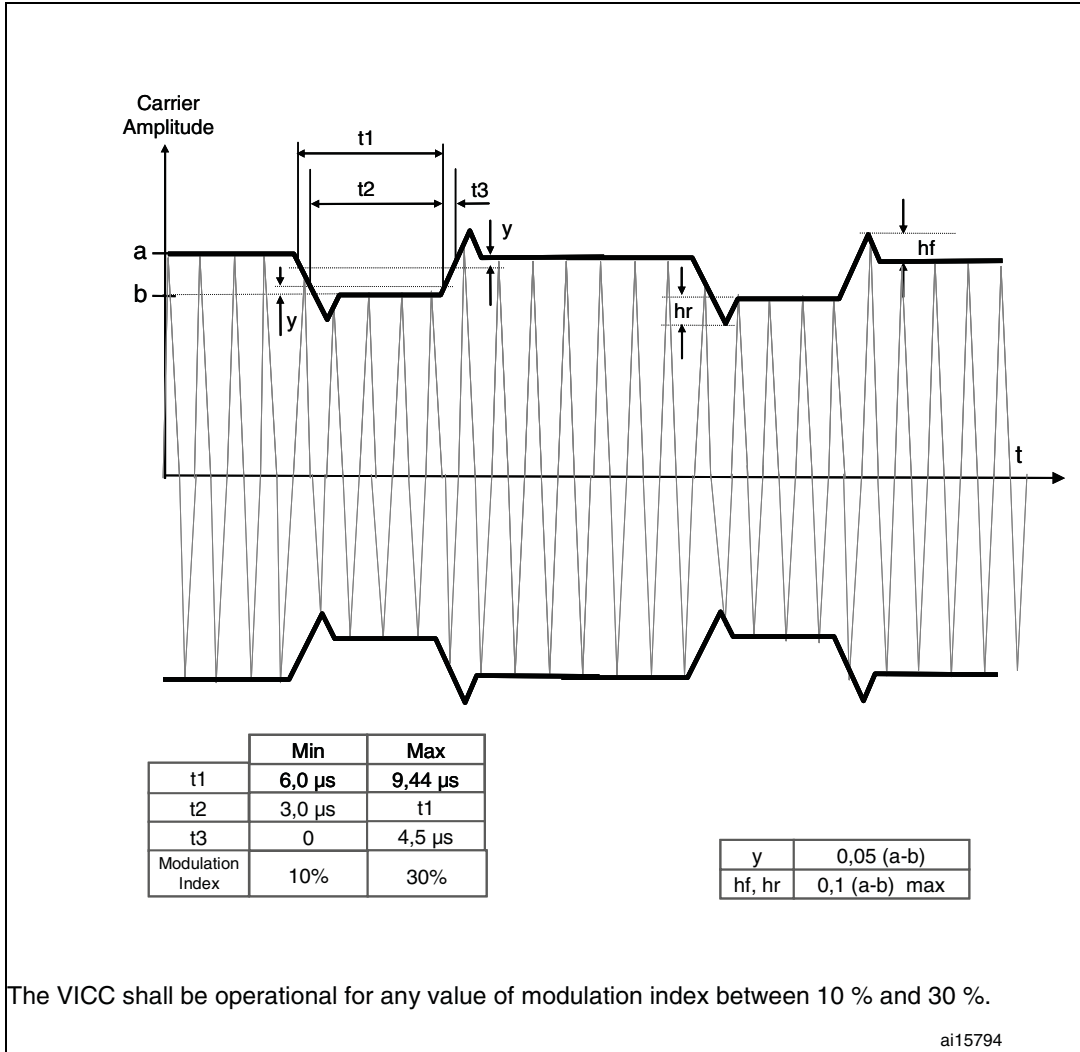 Carrier
Amplitude
t1
t2
t3
y
a
hf
b
y
hr
t
Min Max
t1 6,0 µs 9,44 µs
t2 3,0 µs t1
t3 0 4,5 µs
Modulation
Index 10% 30%
y 0,05 (a-b)
hf, hr 0,1 (a-b) max
The VICC shall be operational for any value of modulation index between 10 % and 30 %.
ai15794